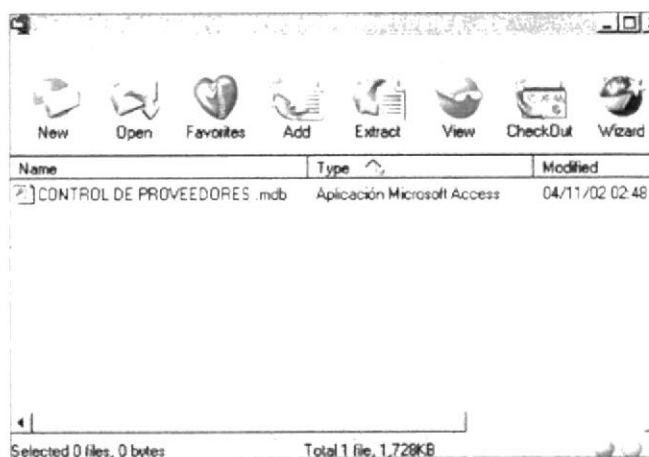 New Open Favorites Add Extract View CheckOut Wizard
Name Type Modified
CONTROL DE PROVEEDORES .mdb Aplicación Microsoft Access 04/11/02 02:48
Selected 0 files, 0 bytes Total 1 file, 1,728KB